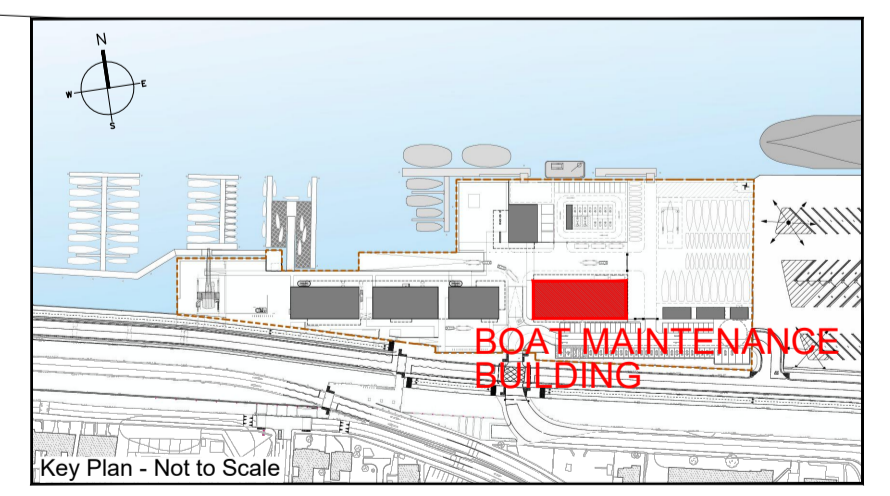 N
W E
S
BOAT MAINTENANCE
BUILDING
Key Plan - Not to Scale